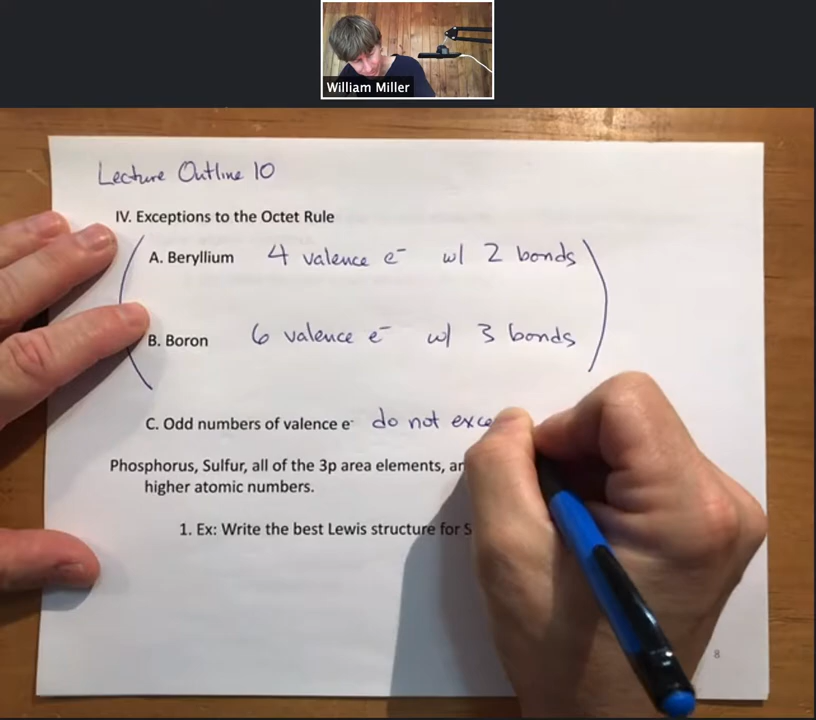 William Miller
Lecture Outline 10
IV. Exceptions to the Octet Rule
A. Beryllium 4 valence e⁻ w/ 2 bonds
B. Boron 6 valence e⁻ w/ 3 bonds
C. Odd numbers of valence e⁻ do not exce
Phosphorus, Sulfur, all of the 3p area elements, an
higher atomic numbers.
1. Ex: Write the best Lewis structure for S
8